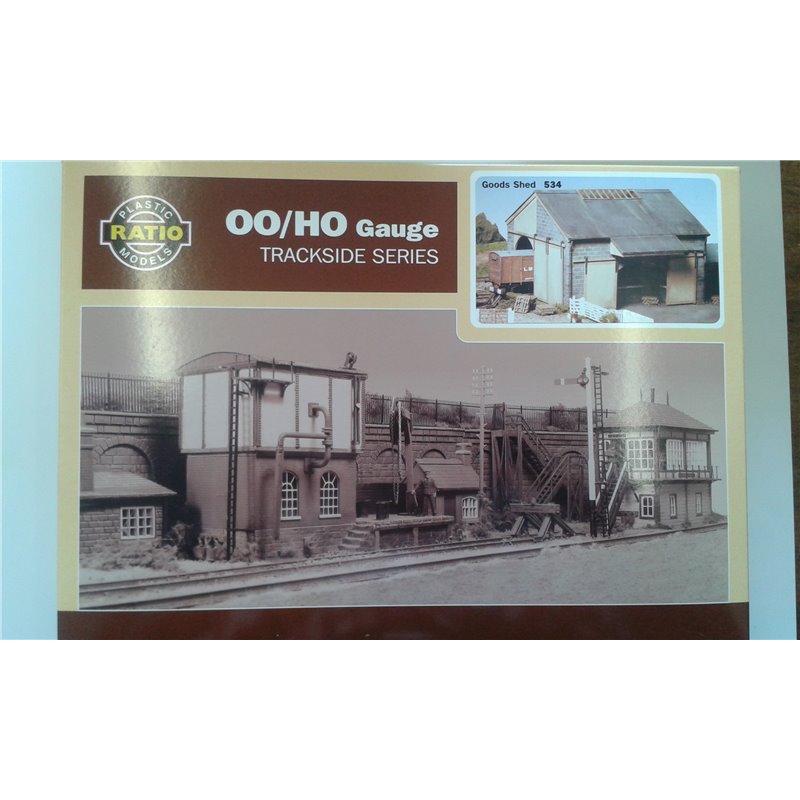 PLASTIC
RATIO
MODELS
OO/HO Gauge
TRACKSIDE SERIES
Goods Shed 534